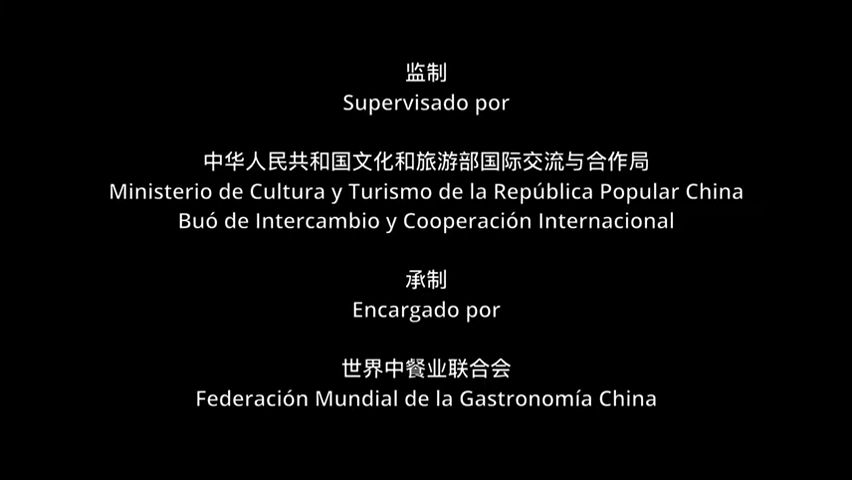 监制
Supervisado por
中华人民共和国文化和旅游部国际交流与合作局
Ministerio de Cultura y Turismo de la República Popular China
Buó de Intercambio y Cooperación Internacional
承制
Encargado por
世界中餐业联合会
Federación Mundial de la Gastronomía China